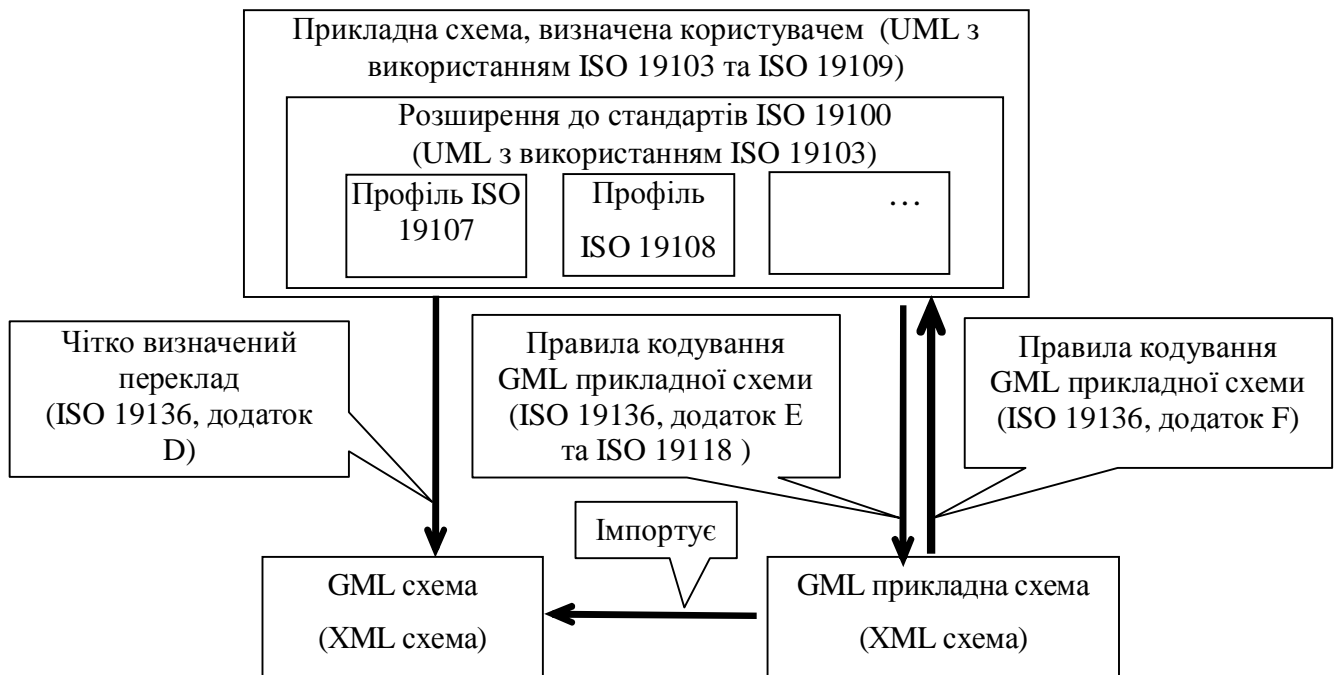 Прикладна схема, визначена користувачем (UML з
використанням ISO 19103 та ISO 19109)
Розширення до стандартів ISO 19100
(UML з використанням ISO 19103)
Профіль ISO
19107
Профіль
ISO 19108
…
Чітко визначений
переклад
(ISO 19136, додаток
D)
Правила кодування
GML прикладної схеми
(ISO 19136, додаток E
та ISO 19118 )
Правила кодування
GML прикладної схеми
(ISO 19136, додаток F)
Імпортує
GML схема
(XML схема)
GML прикладна схема
(XML схема)